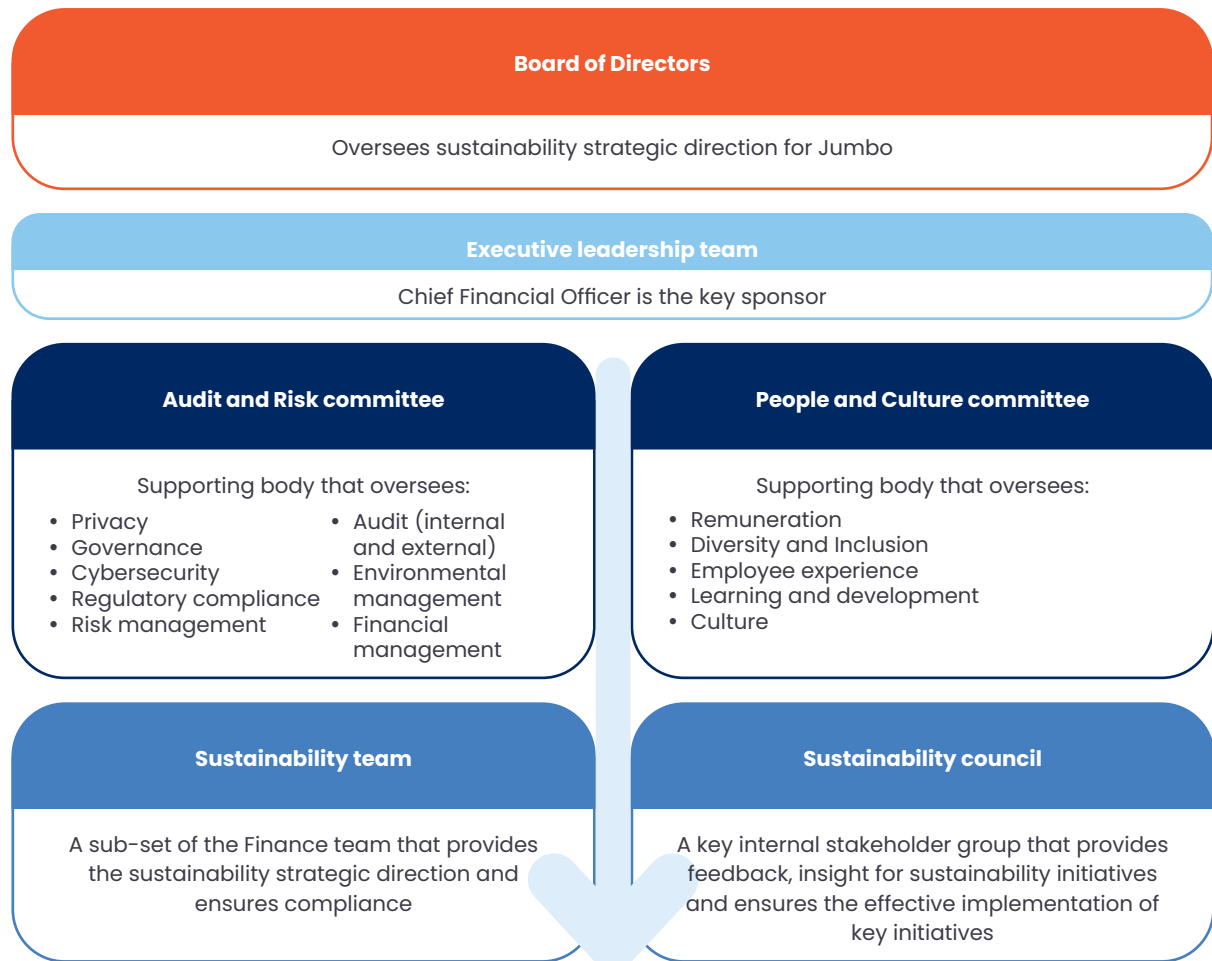 Board of Directors
Oversees sustainability strategic direction for Jumbo
Executive leadership team
Chief Financial Officer is the key sponsor
Audit and Risk committee
Supporting body that oversees:
• Privacy
• Governance
• Cybersecurity
• Regulatory compliance
• Risk management
• Audit (internal
and external)
• Environmental
management
• Financial
management
People and Culture committee
Supporting body that oversees:
• Remuneration
• Diversity and Inclusion
• Employee experience
• Learning and development
• Culture
Sustainability team
A sub-set of the Finance team that provides
the sustainability strategic direction and
ensures compliance
Sustainability council
A key internal stakeholder group that provides
feedback, insight for sustainability initiatives
and ensures the effective implementation of
key initiatives